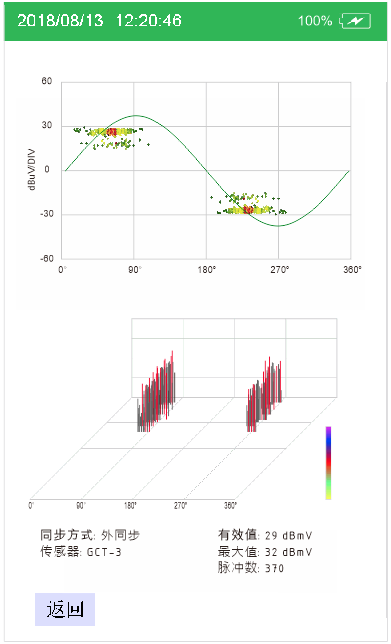 2018/08/13 12:20:46 100%
60
30
0
-30
-60
dBuV/DIV
0° 90° 180° 270° 360°
0° 90° 180° 270° 360°
同步方式: 外同步
传感器: GCT-3
有效值: 29 dBmV
最大值: 32 dBmV
脉冲数: 370
返回